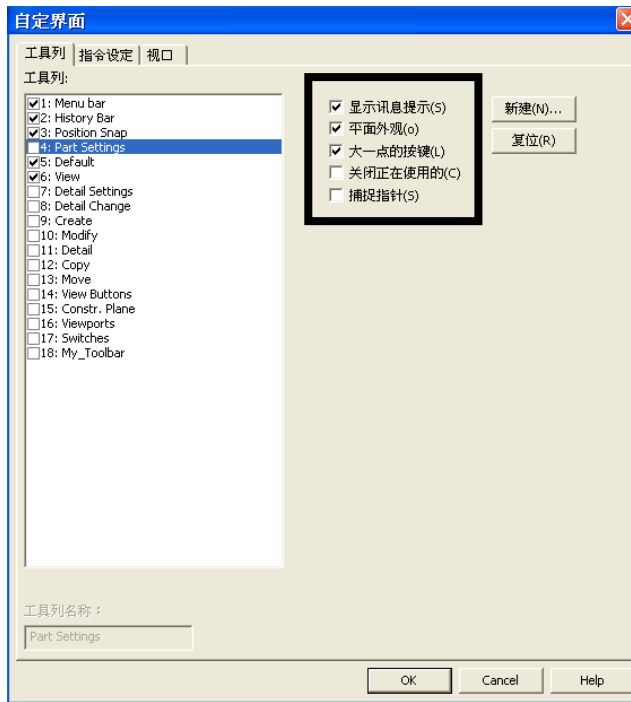 自定界面
工具列 指令设定 视口
工具列:
1: Menu bar
2: History Bar
3: Position Snap
4: Part Settings
5: Default
6: View
7: Detail Settings
8: Detail Change
9: Create
10: Modify
11: Detail
12: Copy
13: Move
14: View Buttons
15: Constr. Plane
16: Viewports
17: Switches
18: My_Toolbar
显示讯息提示(S)
平面外观(o)
大一点的按键(L)
关闭正在使用的(C)
捕捉指针(S)
新建(N)...
复位(R)
工具列名称：
Part Settings
OK Cancel Help